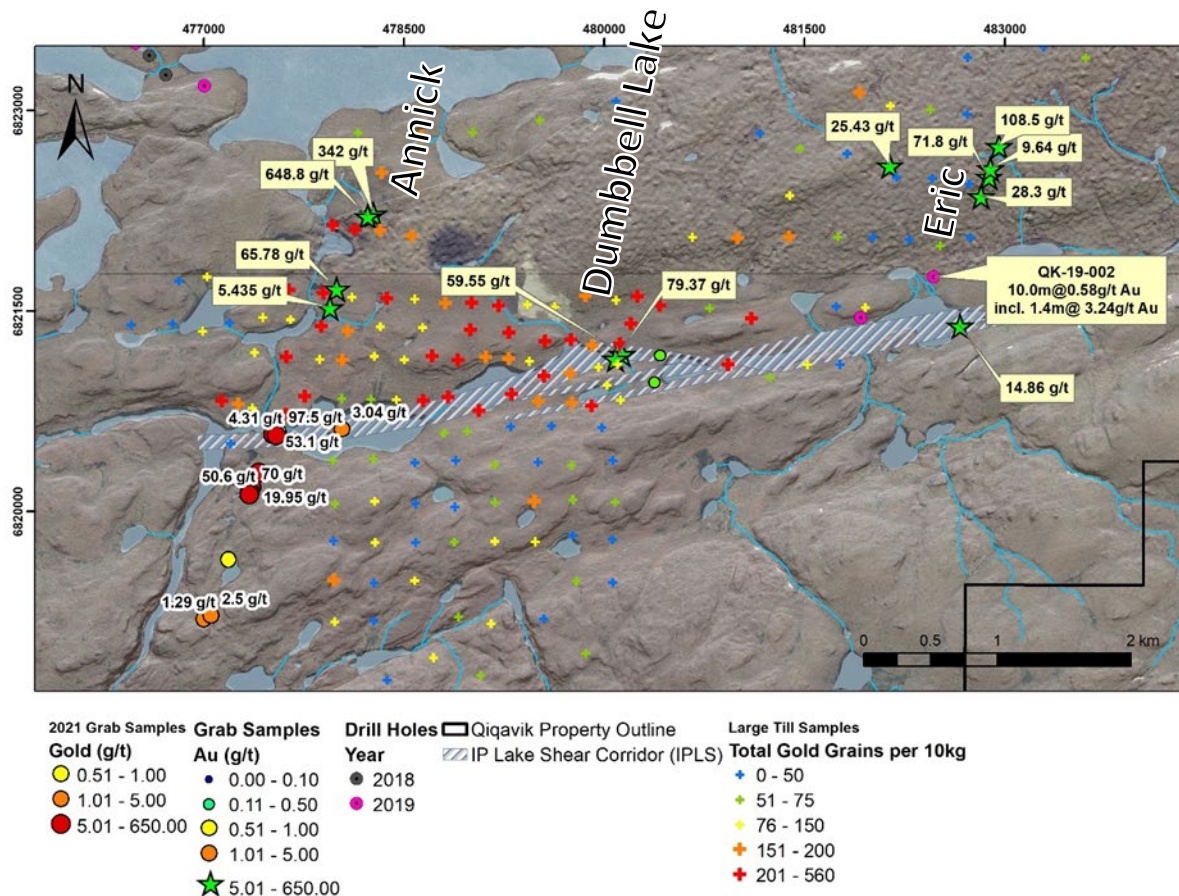 477000 478500 480000 481500 483000
6823000
6821500
6820000
N
Annick
Dumbbell Lake
Eric
342 g/t
648.8 g/t
65.78 g/t
5.435 g/t
59.55 g/t
79.37 g/t
25.43 g/t
71.8 g/t
108.5 g/t
9.64 g/t
28.3 g/t
QK-19-002
10.0m@0.58g/t Au
incl. 1.4m@ 3.24g/t Au
14.86 g/t
4.31 g/t
97.5 g/t
3.04 g/t
53.1 g/t
50.6 g/t
70 g/t
19.95 g/t
1.29 g/t
2.5 g/t
0 0.5 1 2 km
2021 Grab Samples
Gold (g/t)
0.51 - 1.00
1.01 - 5.00
5.01 - 650.00
Grab Samples
Au (g/t)
0.00 - 0.10
0.11 - 0.50
0.51 - 1.00
1.01 - 5.00
5.01 - 650.00
Drill Holes
Year
2018
2019
Qiqavik Property Outline
IP Lake Shear Corridor (IPLS)
Large Till Samples
Total Gold Grains per 10kg
0 - 50
51 - 75
76 - 150
151 - 200
201 - 560